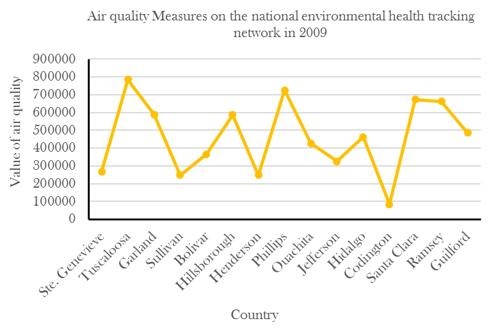 Air quality Measures on the national environmental health tracking
network in 2009
Value of air quality
900000
800000
700000
600000
500000
400000
300000
200000
100000
0
Ste. Genevieve
Tuscaloosa
Garland
Sullivan
Bolivar
Hillsborough
Henderson
Phillips
Ouachita
Jefferson
Hidalgo
Codington
Santa Clara
Ramsey
Guilford
Country